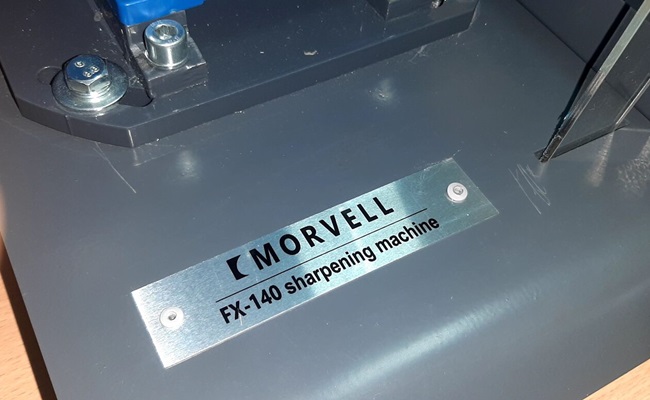 MORVELL
FX-140 sharpening machine